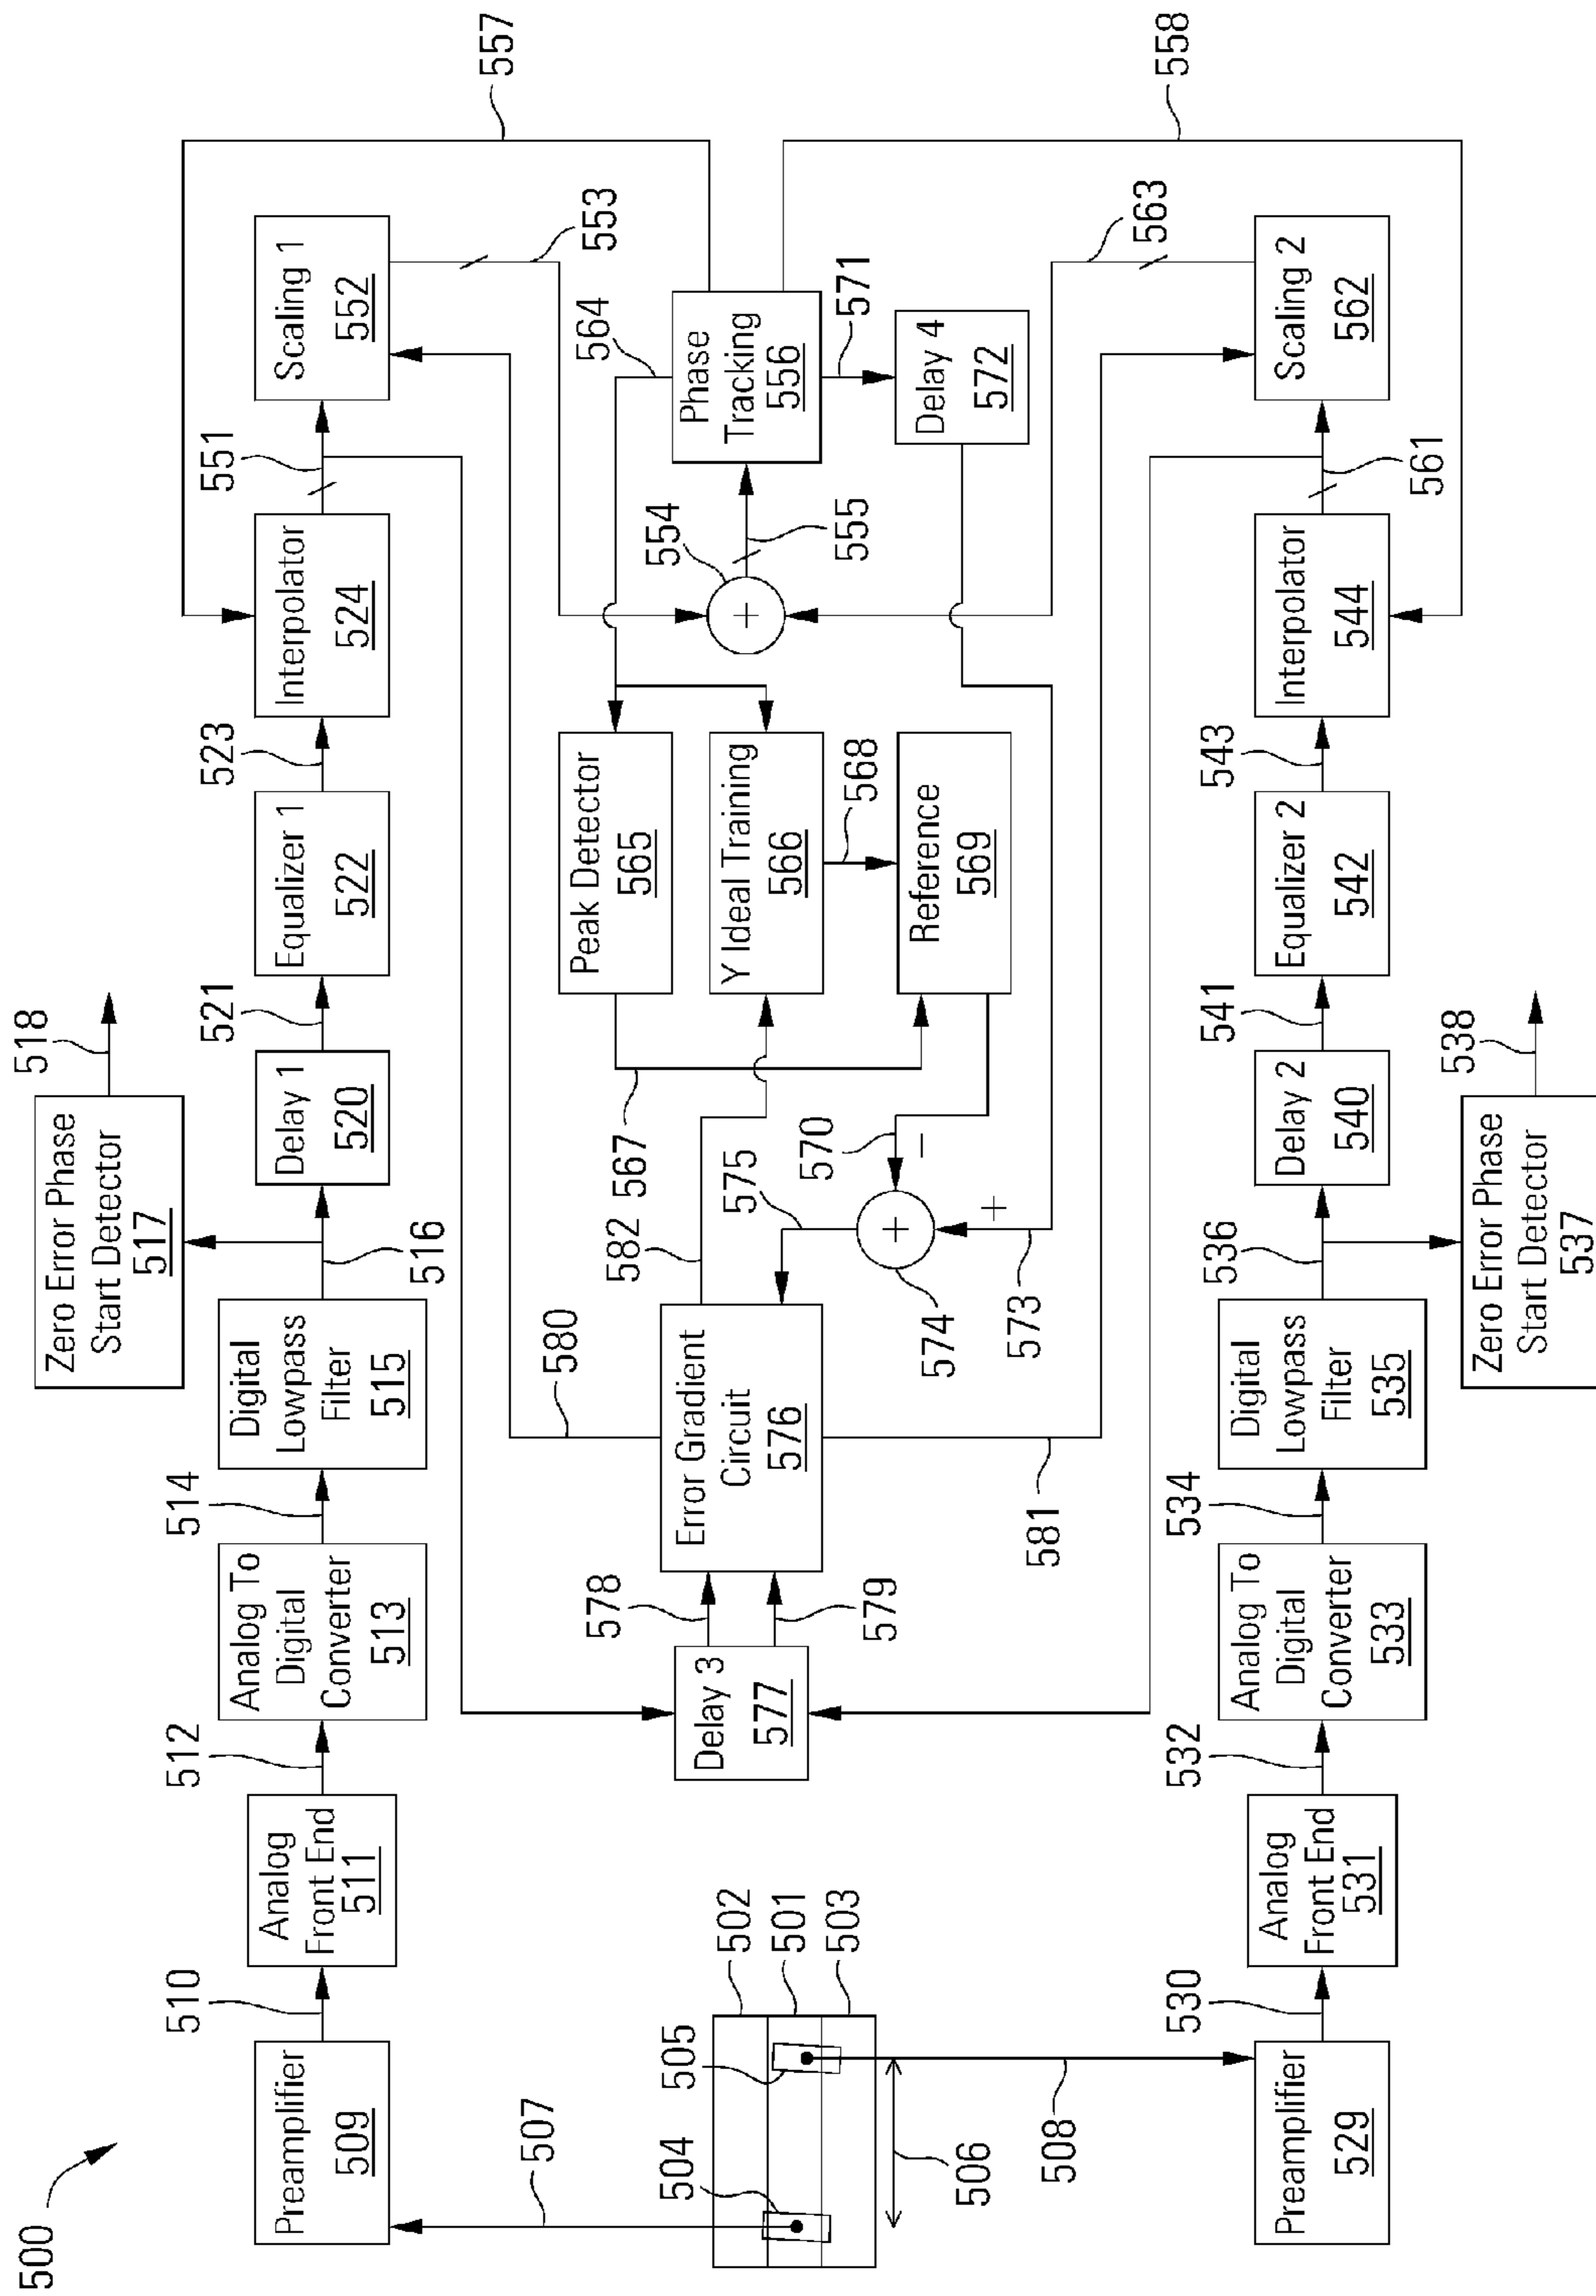 500
518
Zero Error Phase
Start Detector
517
510
512
514
516
521
523
551
557
Preamplifier
509
Analog
Front End
511
Analog To
Digital
Converter
513
Digital
Lowpass
Filter
515
Delay 1
520
Equalizer 1
522
Interpolator
524
Scaling 1
552
553
507
580
582
567
575
570
564
554
555
502
501
503
504
505
506
508
578
579
Delay 3
577
Error Gradient
Circuit
576
581
574
573
+
−
+
Peak Detector
565
Y Ideal Training
566
568
Reference
569
+
Phase
Tracking
556
571
Delay 4
572
563
558
530
532
534
536
541
543
561
Preamplifier
529
Analog
Front End
531
Analog To
Digital
Converter
533
Digital
Lowpass
Filter
535
Delay 2
540
Equalizer 2
542
Interpolator
544
Scaling 2
562
538
Zero Error Phase
Start Detector
537